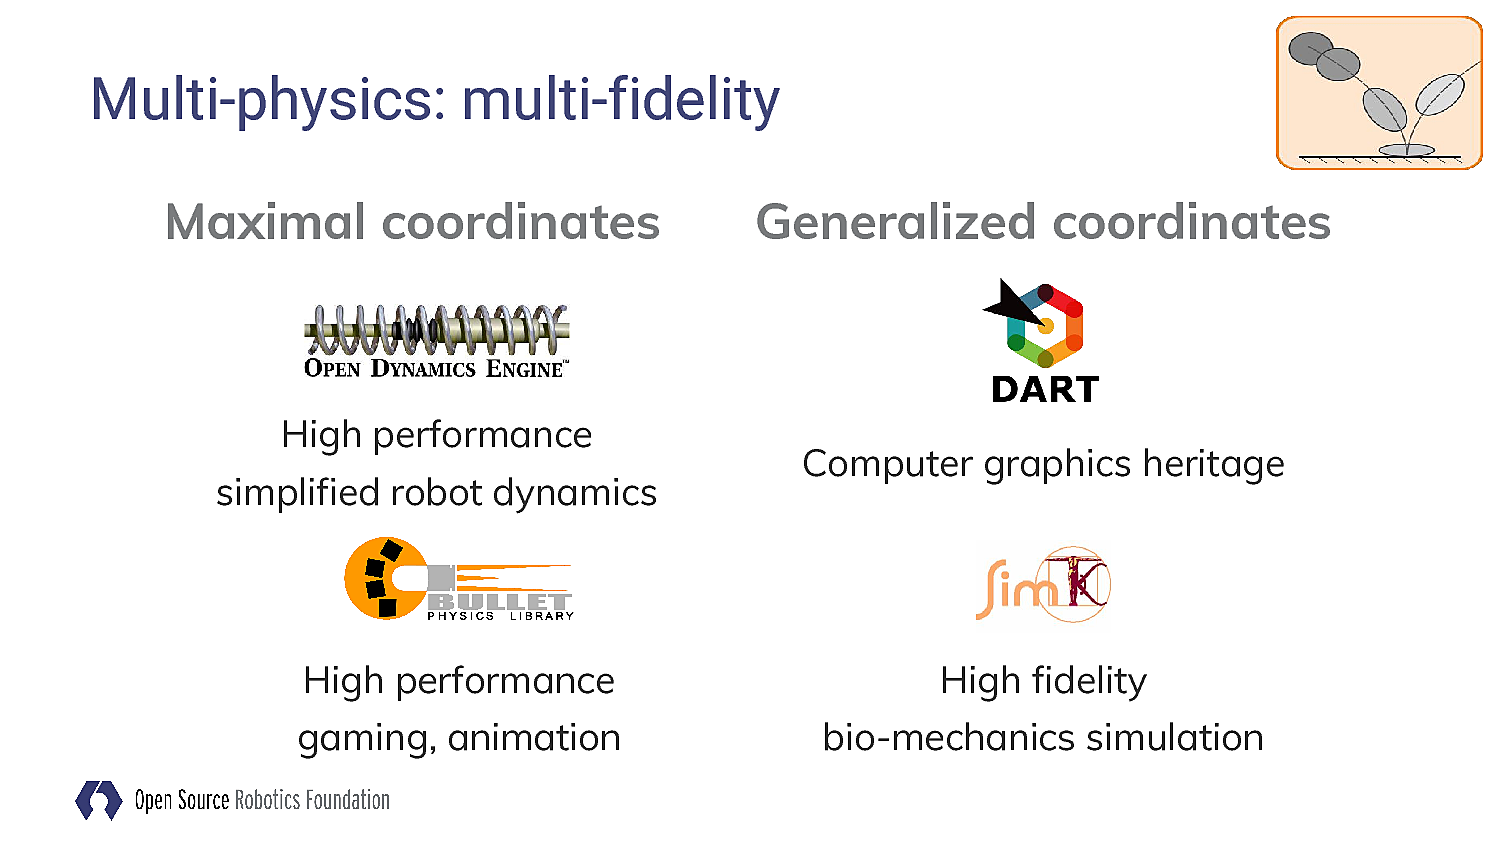 Multi-physics: multi-fidelity
Maximal coordinates
OPEN DYNAMICS ENGINE™
High performance
simplified robot dynamics
BULLET
PHYSICS LIBRARY
High performance
gaming, animation
Generalized coordinates
DART
Computer graphics heritage
SimK
High fidelity
bio-mechanics simulation
Open Source Robotics Foundation